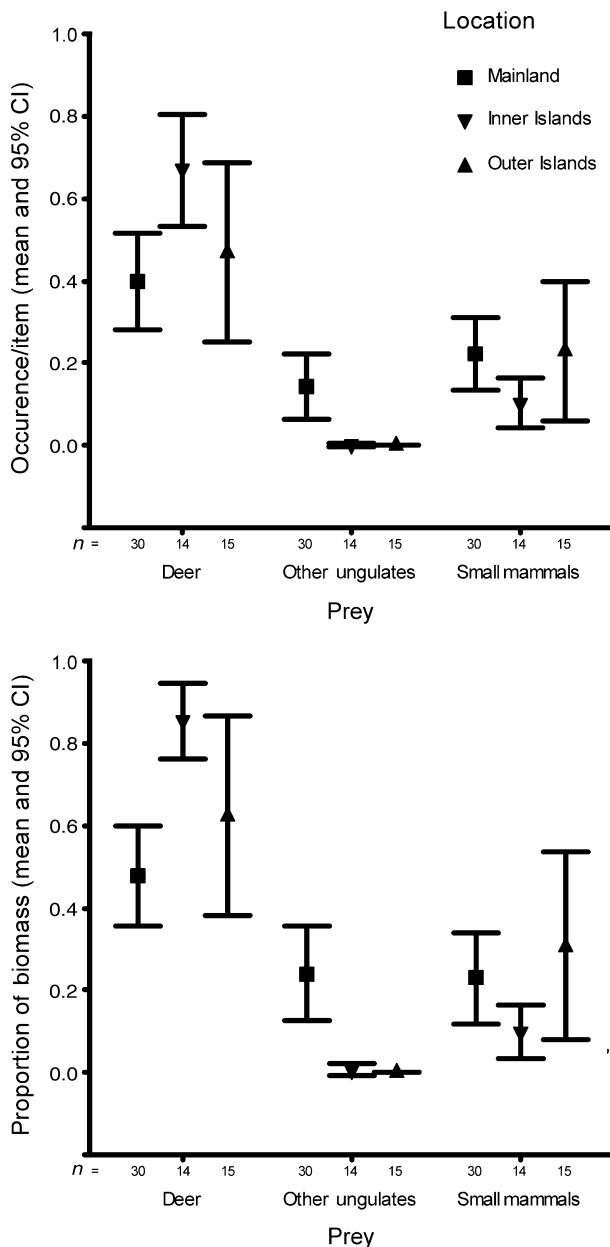 Location
Mainland
Inner Islands
Outer Islands
Occurence/item (mean and 95% CI)
1.0
0.8
0.6
0.4
0.2
0.0
n = 30 14 15 30 14 15 30 14 15
Deer Other ungulates Small mammals
Prey
Proportion of biomass (mean and 95% CI)
1.0
0.8
0.6
0.4
0.2
0.0
,
n = 30 14 15 30 14 15 30 14 15
Deer Other ungulates Small mammals
Prey